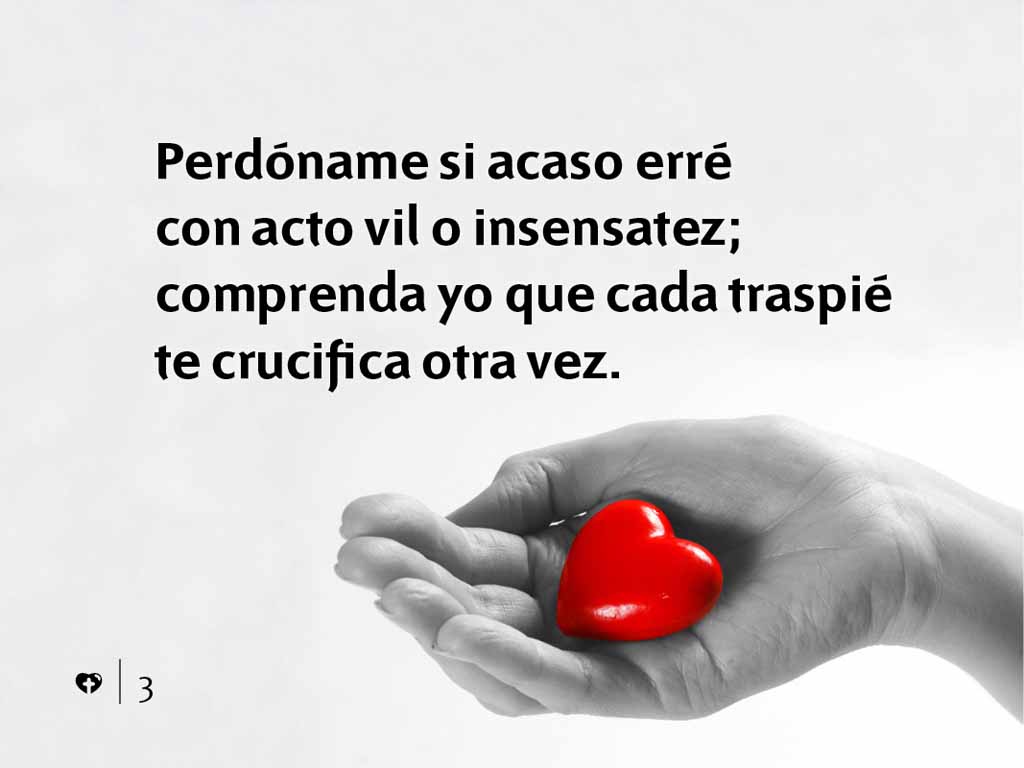 Perdóname si acaso erré
con acto vil o insensatez;
comprenda yo que cada traspié
te crucifica otra vez.
3